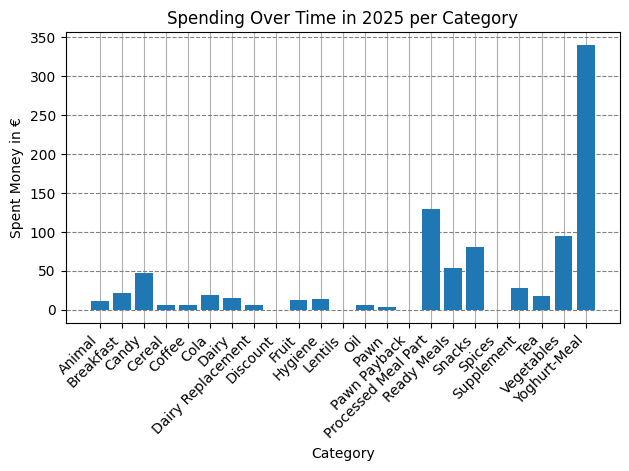 Spending Over Time in 2025 per Category
350
300
250
200
150
100
50
0
Spent Money in €
Animal
Breakfast
Candy
Cereal
Coffee
Cola
Dairy
Dairy Replacement
Discount
Fruit
Hygiene
Lentils
Oil
Pawn
Pawn Payback
Processed Meal Part
Ready Meals
Snacks
Spices
Supplement
Tea
Vegetables
Yoghurt-Meal
Category